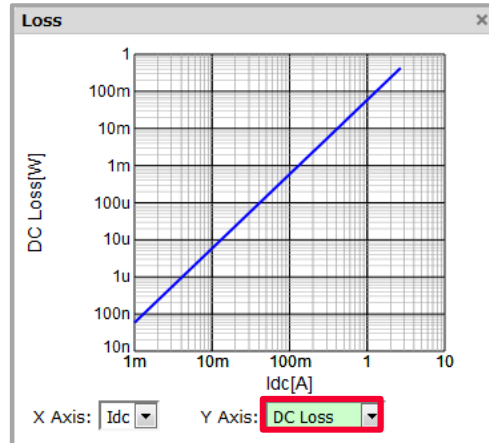 Loss ×
1
100m
10m
1m
100u
10u
1u
100n
10n
DC Loss[W]
1m 10m 100m 1 10
Idc[A]
X Axis: Idc Y Axis: DC Loss